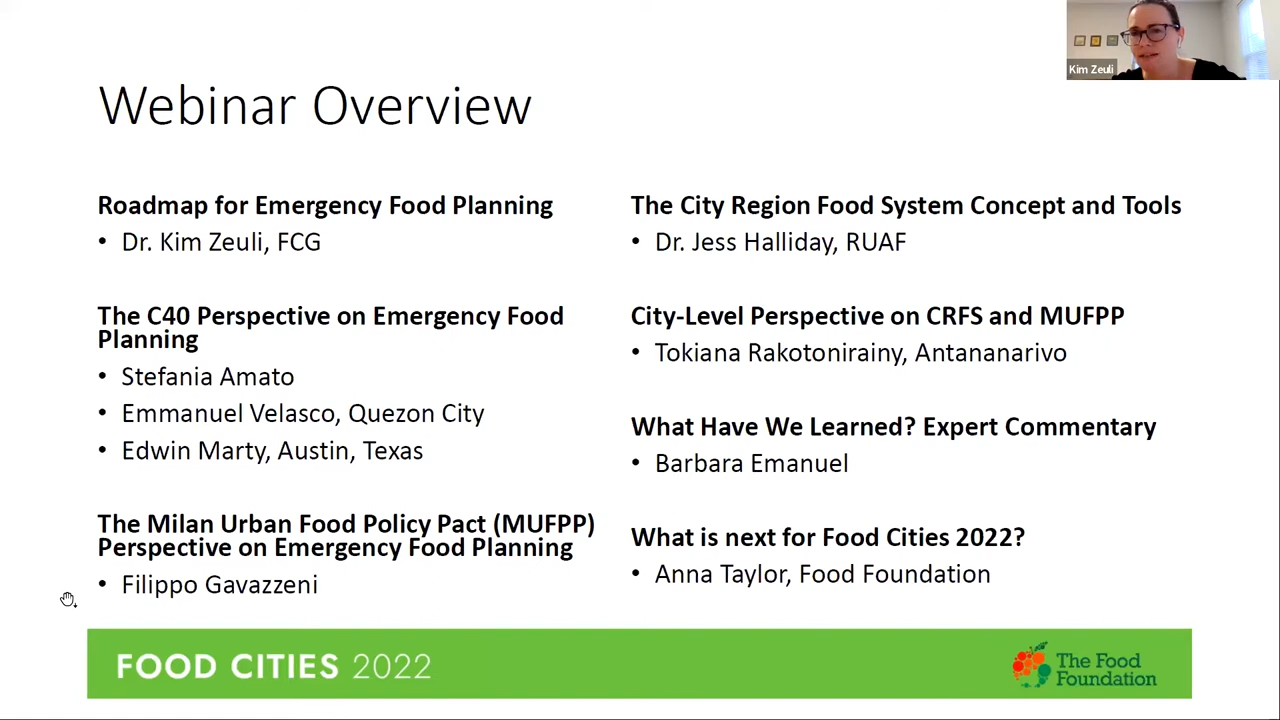 Kim Zeuli
Webinar Overview
Roadmap for Emergency Food Planning
• Dr. Kim Zeuli, FCG
The C40 Perspective on Emergency Food
Planning
• Stefania Amato
• Emmanuel Velasco, Quezon City
• Edwin Marty, Austin, Texas
The Milan Urban Food Policy Pact (MUFPP)
Perspective on Emergency Food Planning
• Filippo Gavazzeni
The City Region Food System Concept and Tools
• Dr. Jess Halliday, RUAF
City-Level Perspective on CRFS and MUFPP
• Tokiana Rakotonirainy, Antananarivo
What Have We Learned? Expert Commentary
• Barbara Emanuel
What is next for Food Cities 2022?
• Anna Taylor, Food Foundation
FOOD CITIES 2022
The Food
Foundation